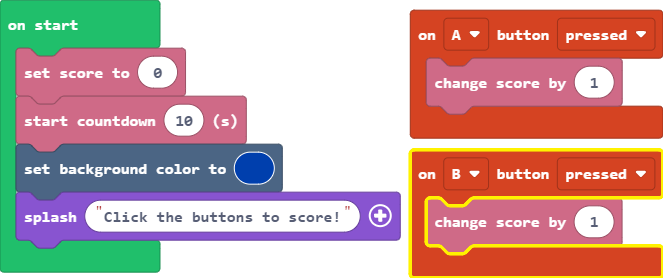 on start
set score to 0
start countdown 10 (s)
set background color to
splash "Click the buttons to score!"
on A button pressed
change score by 1
on B button pressed
change score by 1